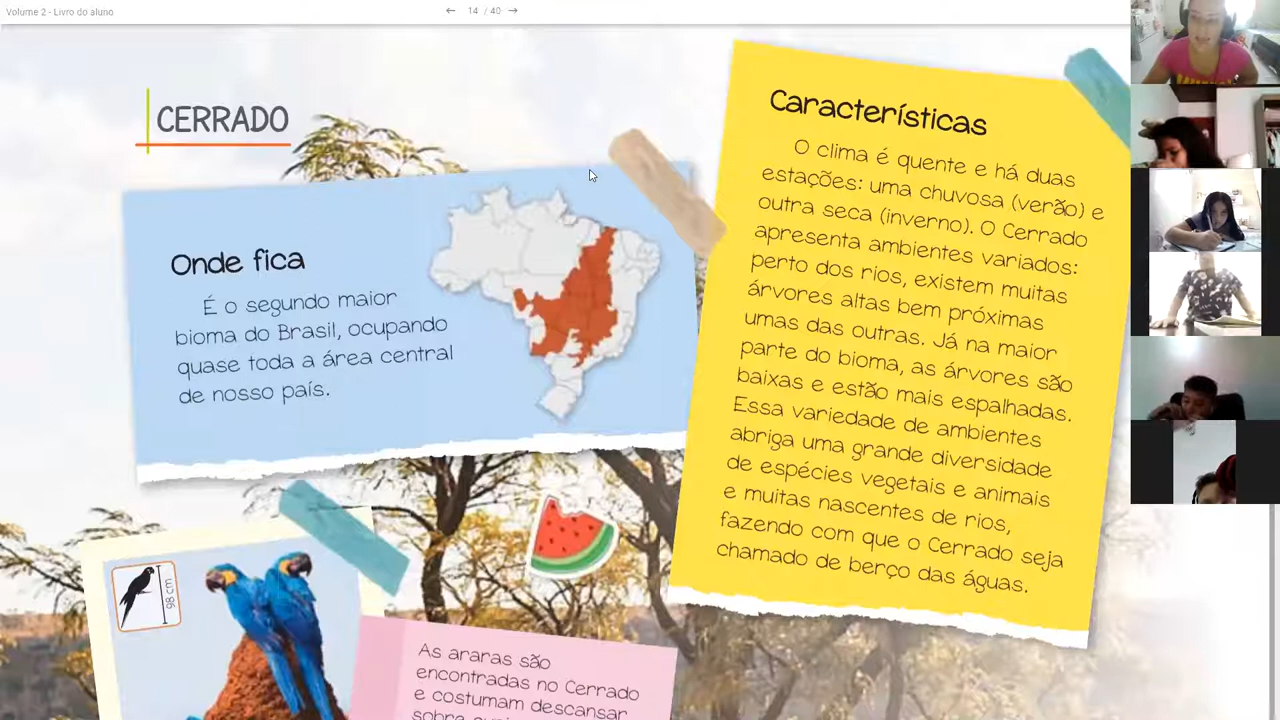 Volume 2 - Livro do aluno
← 14 / 40 →
CERRADO
Onde fica
É o segundo maior
bioma do Brasil, ocupando
quase toda a área central
de nosso país.
Características
O clima é quente e há duas
estações: uma chuvosa (verão) e
outra seca (inverno). O Cerrado
apresenta ambientes variados:
perto dos rios, existem muitas
árvores altas bem próximas
umas das outras. Já na maior
parte do bioma, as árvores são
baixas e estão mais espalhadas.
Essa variedade de ambientes
abriga uma grande diversidade
de espécies vegetais e animais
e muitas nascentes de rios,
fazendo com que o Cerrado seja
chamado de berço das águas.
98 cm
As araras são
encontradas no Cerrado
e costumam descansar
sobre